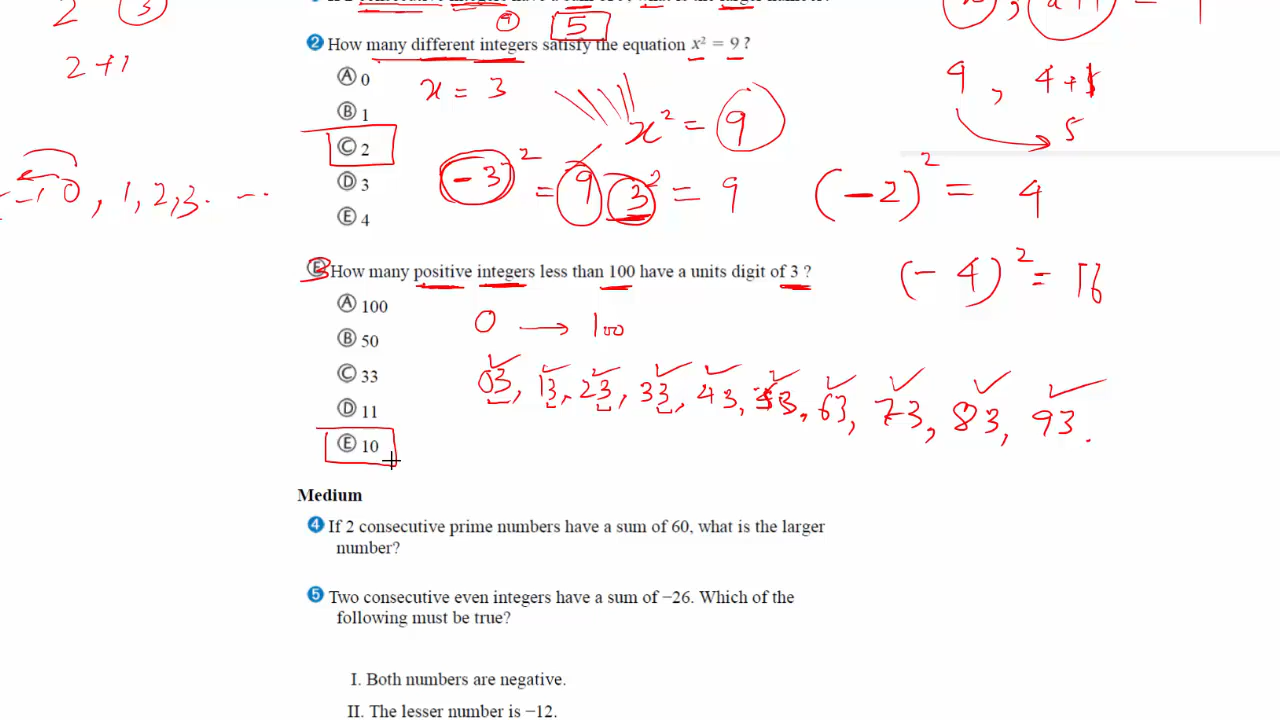 2 3
5
❷ How many different integers satisfy the equation x² = 9 ?
2 +1
Ⓐ 0
x = 3
9 , 4 + 1
Ⓑ 1
x² = 9
5
Ⓒ 2
-3² = 9 3² = 9
(-2)² = 4
Ⓓ 3
0, 1, 2, 3. ...
Ⓔ 4
3 How many positive integers less than 100 have a units digit of 3 ?
(- 4)² = 16
Ⓐ 100
0 → 100
Ⓑ 50
Ⓒ 33
03, 13, 23, 33, 43, 53, 63, 73, 83, 93.
Ⓓ 11
Ⓔ 10
Medium
❹ If 2 consecutive prime numbers have a sum of 60, what is the larger
number?
❺ Two consecutive even integers have a sum of −26. Which of the
following must be true?
I. Both numbers are negative.
II. The lesser number is −12.